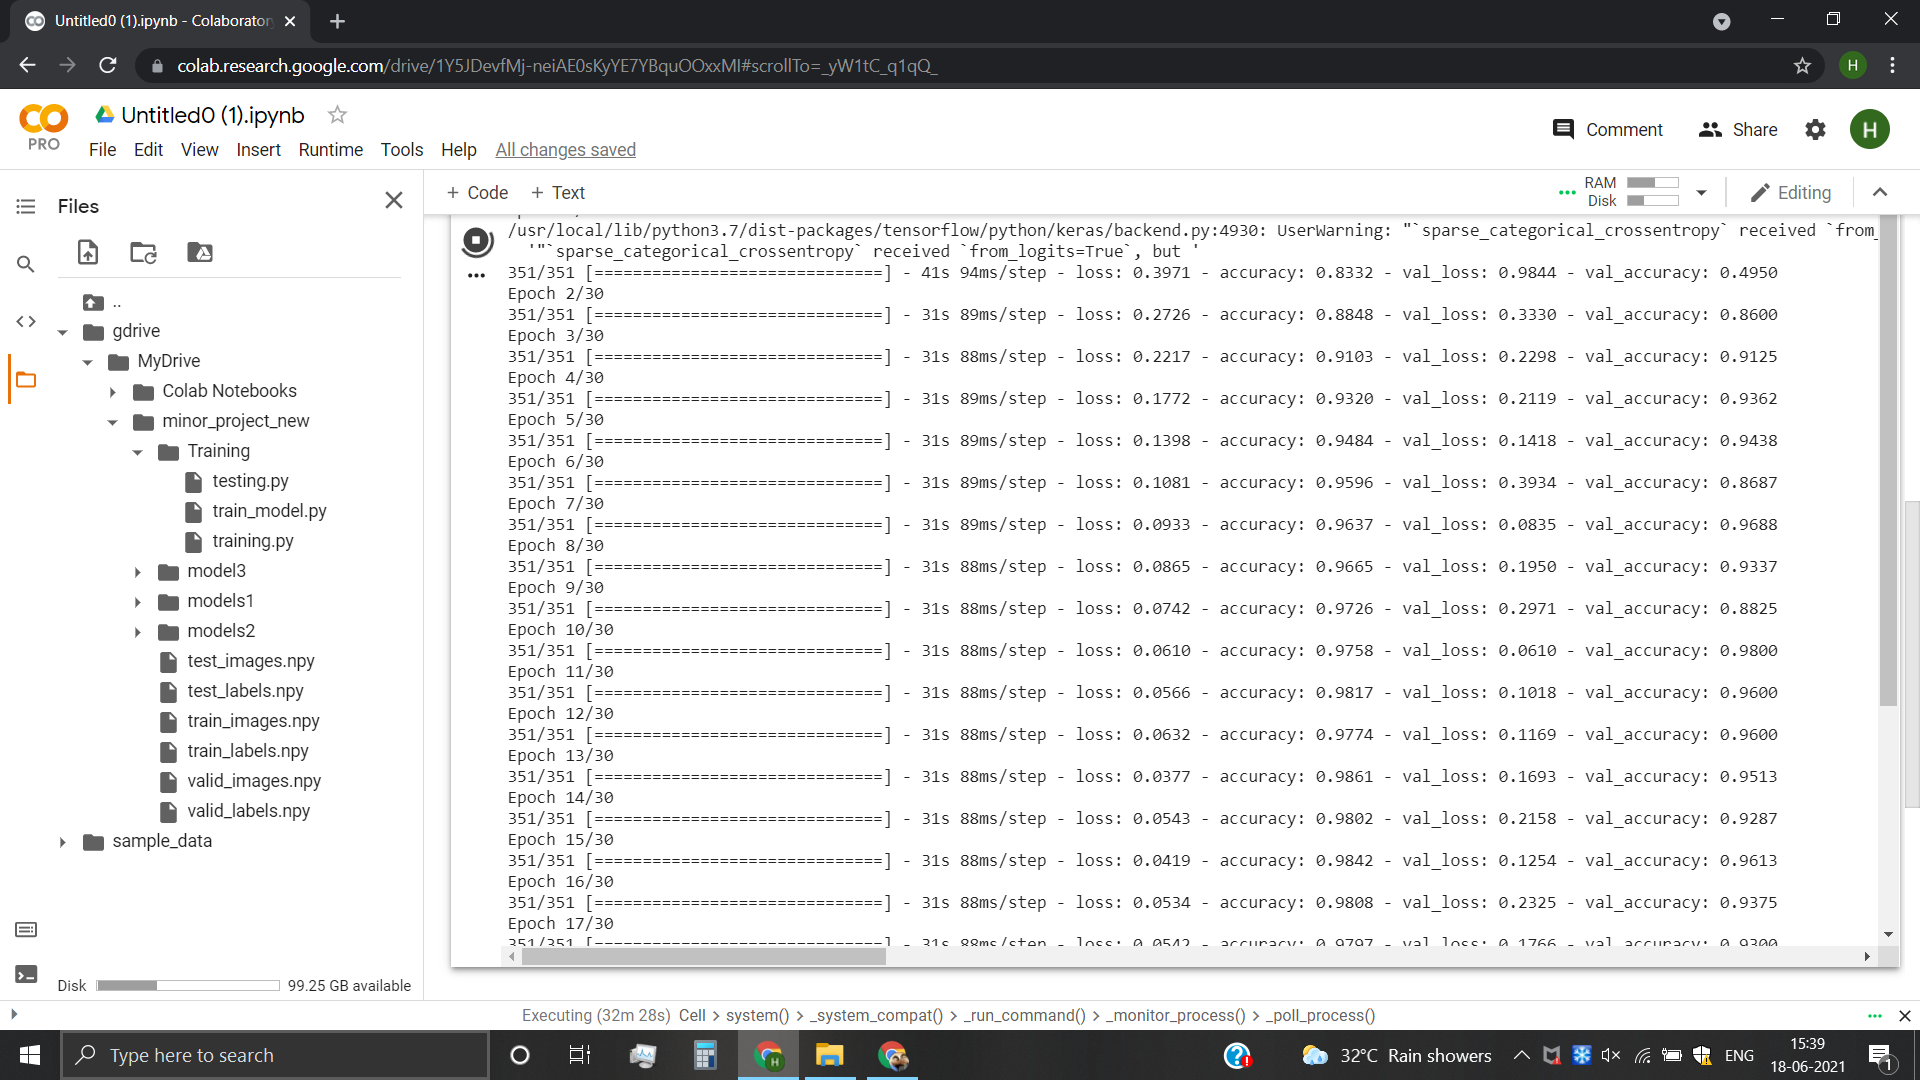 Untitled0 (1).ipynb - Colaboratory
colab.research.google.com/drive/1Y5JDevfMj-neiAE0sKyYE7YBquOOxxMI#scrollTo=_yW1tC_q1qQ_
H
CO
PRO
Untitled0 (1).ipynb
File Edit View Insert Runtime Tools Help All changes saved
Comment
Share
H
Files
+ Code + Text
RAM
Disk
Editing
..
gdrive
MyDrive
Colab Notebooks
minor_project_new
Training
testing.py
train_model.py
training.py
model3
models1
models2
test_images.npy
test_labels.npy
train_images.npy
train_labels.npy
valid_images.npy
valid_labels.npy
sample_data
Disk 99.25 GB available
/usr/local/lib/python3.7/dist-packages/tensorflow/python/keras/backend.py:4930: UserWarning: "`sparse_categorical_crossentropy` received `from_
'"`sparse_categorical_crossentropy` received `from_logits=True`, but '
351/351 [==============================] - 41s 94ms/step - loss: 0.3971 - accuracy: 0.8332 - val_loss: 0.9844 - val_accuracy: 0.4950
Epoch 2/30
351/351 [==============================] - 31s 89ms/step - loss: 0.2726 - accuracy: 0.8848 - val_loss: 0.3330 - val_accuracy: 0.8600
Epoch 3/30
351/351 [==============================] - 31s 88ms/step - loss: 0.2217 - accuracy: 0.9103 - val_loss: 0.2298 - val_accuracy: 0.9125
Epoch 4/30
351/351 [==============================] - 31s 89ms/step - loss: 0.1772 - accuracy: 0.9320 - val_loss: 0.2119 - val_accuracy: 0.9362
Epoch 5/30
351/351 [==============================] - 31s 89ms/step - loss: 0.1398 - accuracy: 0.9484 - val_loss: 0.1418 - val_accuracy: 0.9438
Epoch 6/30
351/351 [==============================] - 31s 89ms/step - loss: 0.1081 - accuracy: 0.9596 - val_loss: 0.3934 - val_accuracy: 0.8687
Epoch 7/30
351/351 [==============================] - 31s 89ms/step - loss: 0.0933 - accuracy: 0.9637 - val_loss: 0.0835 - val_accuracy: 0.9688
Epoch 8/30
351/351 [==============================] - 31s 88ms/step - loss: 0.0865 - accuracy: 0.9665 - val_loss: 0.1950 - val_accuracy: 0.9337
Epoch 9/30
351/351 [==============================] - 31s 88ms/step - loss: 0.0742 - accuracy: 0.9726 - val_loss: 0.2971 - val_accuracy: 0.8825
Epoch 10/30
351/351 [==============================] - 31s 88ms/step - loss: 0.0610 - accuracy: 0.9758 - val_loss: 0.0610 - val_accuracy: 0.9800
Epoch 11/30
351/351 [==============================] - 31s 88ms/step - loss: 0.0566 - accuracy: 0.9817 - val_loss: 0.1018 - val_accuracy: 0.9600
Epoch 12/30
351/351 [==============================] - 31s 88ms/step - loss: 0.0632 - accuracy: 0.9774 - val_loss: 0.1169 - val_accuracy: 0.9600
Epoch 13/30
351/351 [==============================] - 31s 88ms/step - loss: 0.0377 - accuracy: 0.9861 - val_loss: 0.1693 - val_accuracy: 0.9513
Epoch 14/30
351/351 [==============================] - 31s 88ms/step - loss: 0.0543 - accuracy: 0.9802 - val_loss: 0.2158 - val_accuracy: 0.9287
Epoch 15/30
351/351 [==============================] - 31s 88ms/step - loss: 0.0419 - accuracy: 0.9842 - val_loss: 0.1254 - val_accuracy: 0.9613
Epoch 16/30
351/351 [==============================] - 31s 88ms/step - loss: 0.0534 - accuracy: 0.9808 - val_loss: 0.2325 - val_accuracy: 0.9375
Epoch 17/30
351/351 [==============================] - 31s 88ms/step - loss: 0.0542 - accuracy: 0.9797 - val_loss: 0.1766 - val_accuracy: 0.9300
Executing (32m 28s) Cell > system() > _system_compat() > _run_command() > _monitor_process() > _poll_process()
Type here to search
32°C Rain showers
ENG
15:39
18-06-2021
1